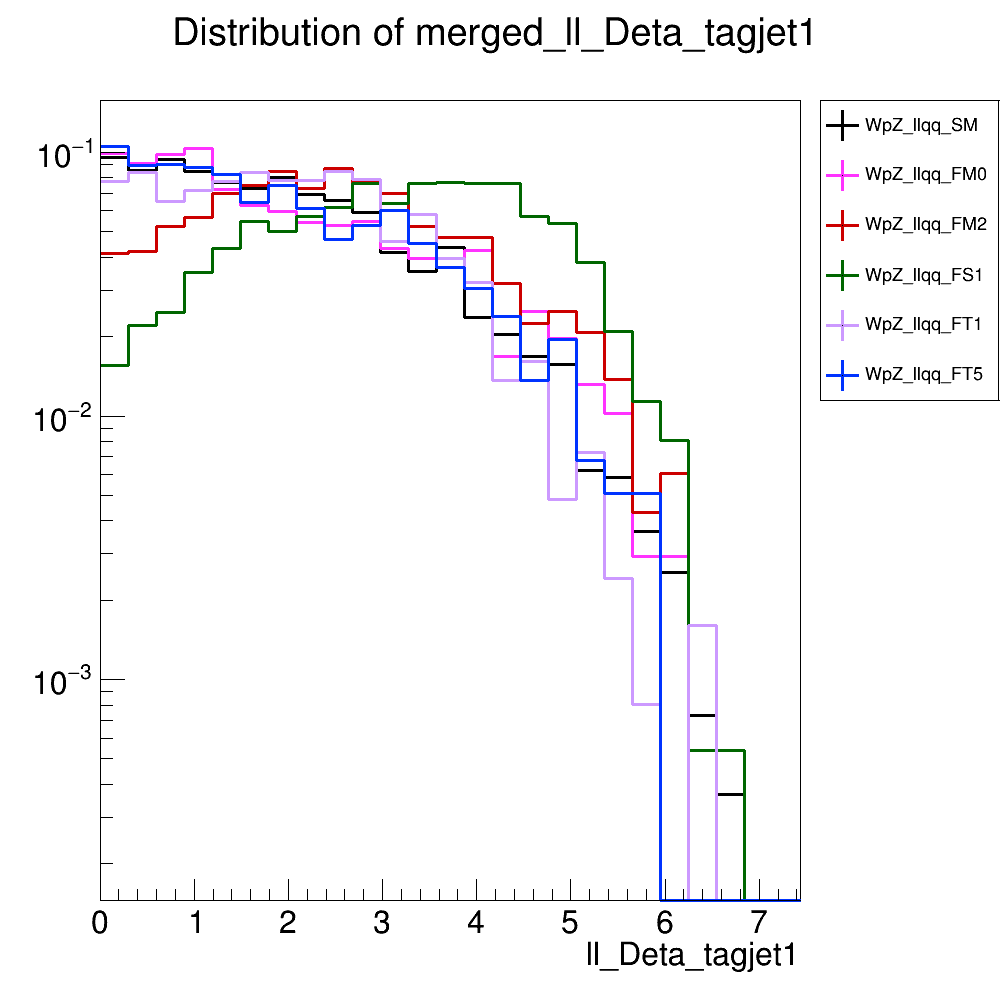 Distribution of merged_ll_Deta_tagjet1
WpZ_llqq_SM
WpZ_llqq_FM0
WpZ_llqq_FM2
WpZ_llqq_FS1
WpZ_llqq_FT1
WpZ_llqq_FT5
10⁻¹
10⁻²
10⁻³
0 1 2 3 4 5 6 7
ll_Deta_tagjet1